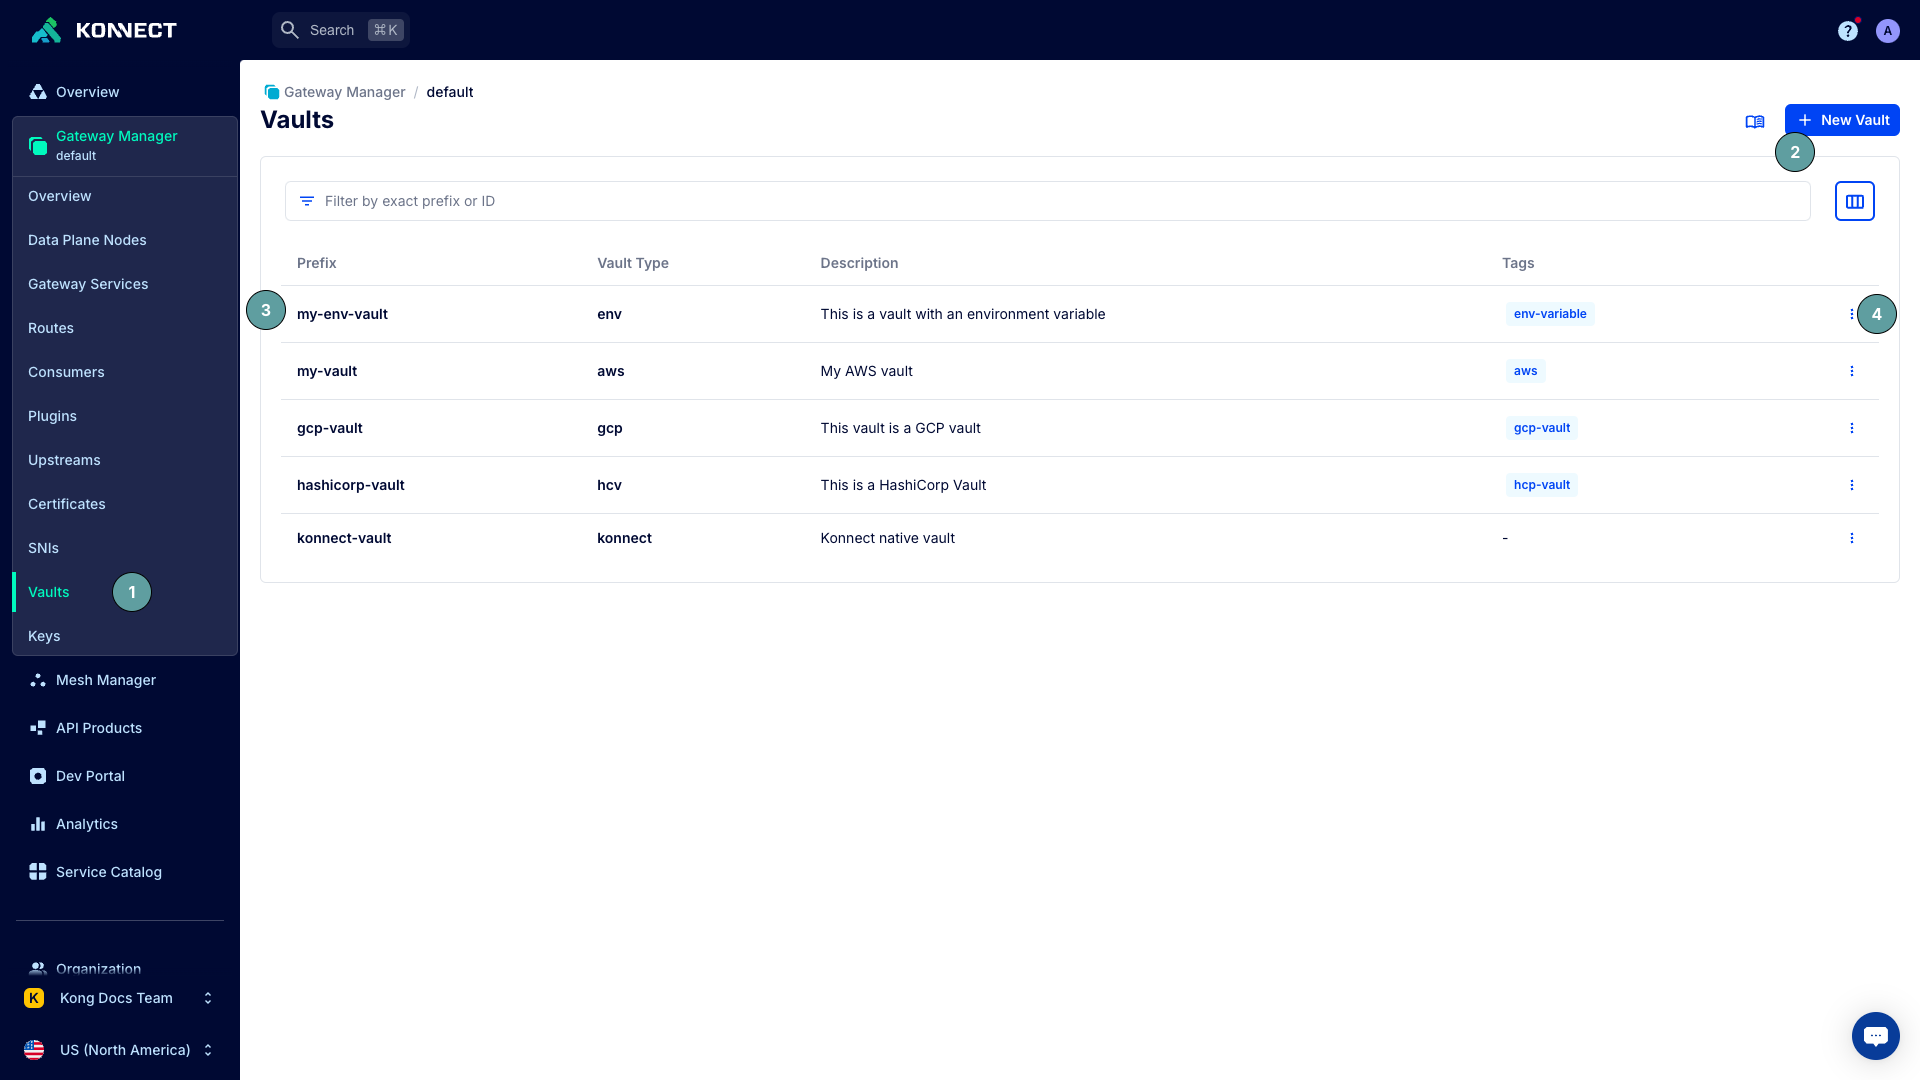 KONNECT
Search ⌘K
?
A
Overview
Gateway Manager
default
Overview
Data Plane Nodes
Gateway Services
Routes
Consumers
Plugins
Upstreams
Certificates
SNIs
Vaults 1
Keys
Mesh Manager
API Products
Dev Portal
Analytics
Service Catalog
Organization
K Kong Docs Team
US (North America)
Gateway Manager / default
Vaults
+ New Vault
2
Filter by exact prefix or ID
Prefix Vault Type Description Tags
3 my-env-vault env This is a vault with an environment variable env-variable 4
my-vault aws My AWS vault aws
gcp-vault gcp This vault is a GCP vault gcp-vault
hashicorp-vault hcv This is a HashiCorp Vault hcp-vault
konnect-vault konnect Konnect native vault -